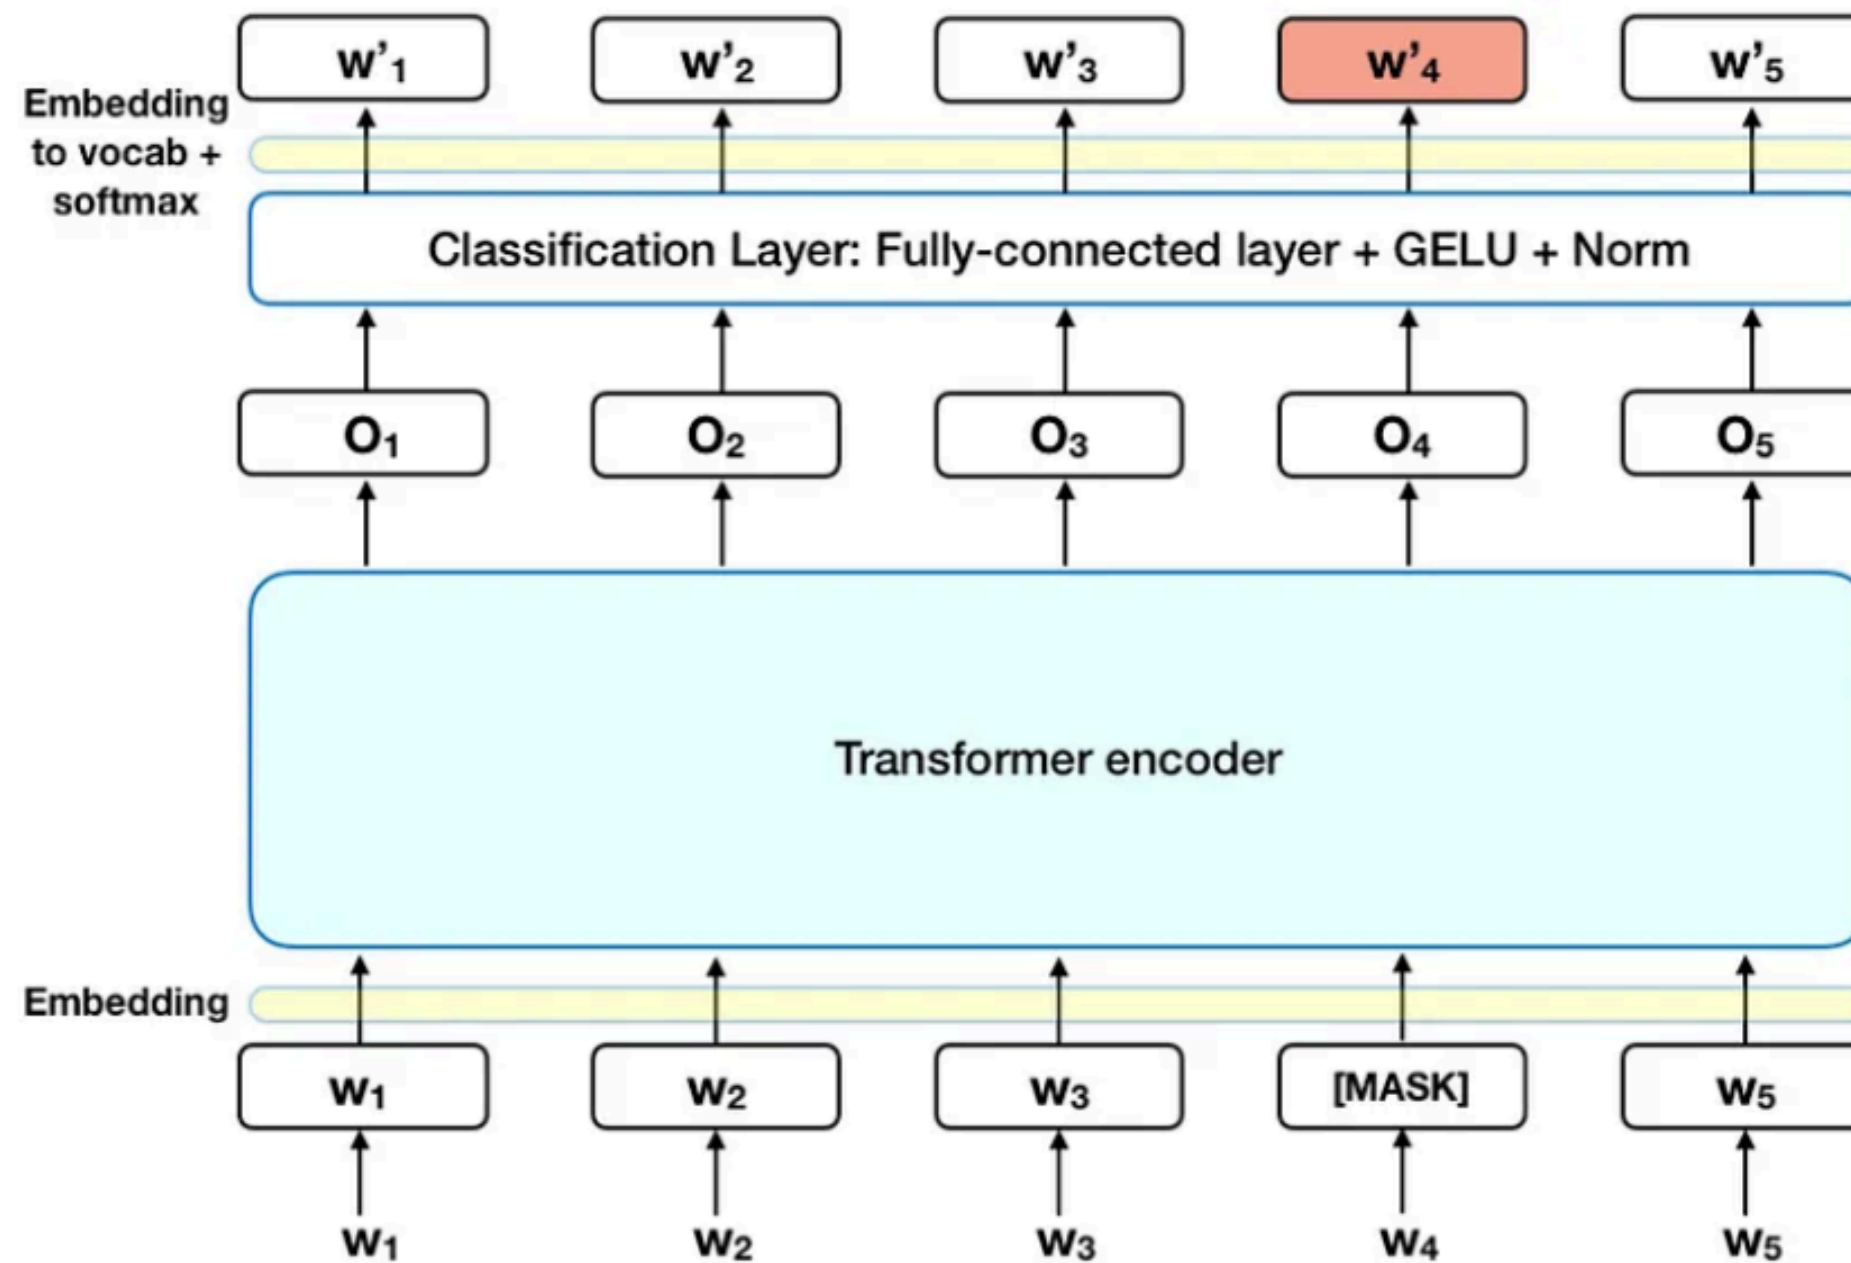 w’1 w’2 w’3 w’4 w’5
Embedding
to vocab +
softmax
Classification Layer: Fully-connected layer + GELU + Norm
O1 O2 O3 O4 O5
Transformer encoder
Embedding
W1 W2 W3 [MASK] W5
W1 W2 W3 W4 W5